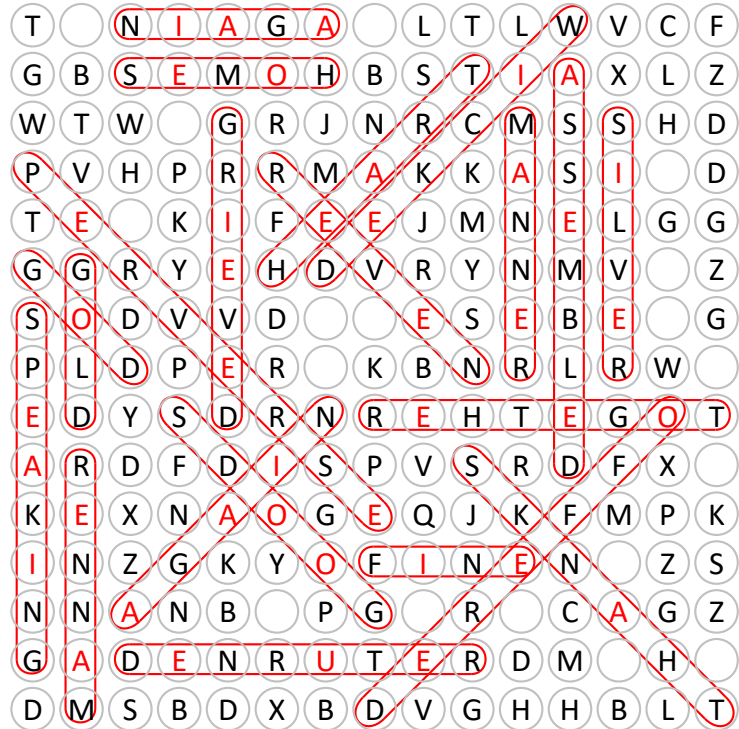 T N I A G A L T L W V C F
G B S E M O H B S T I A X L Z
W T W G R J N R C M S S H D
P V H P R R M A K K A S I D
T E K I F E E J M N E L G G
G G R Y E H D V R Y N M V Z
S O D V V D E S E B E G
P L D P E R K B N R L R W
E D Y S D R N R E H T E G O T
A R D F D I S P V S R D F X
K E X N A O G E Q J K F M P K
I N Z G K Y O F I N E N Z S
N N A N B P G R C A G Z
G A D E N R U T E R D M H
D M S B D X B D V G H H B L T